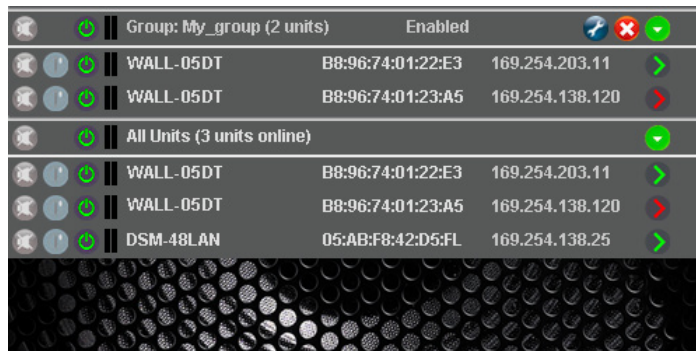 Group: My_group (2 units) Enabled
WALL-05DT B8:96:74:01:22:E3 169.254.203.11
WALL-05DT B8:96:74:01:23:A5 169.254.138.120
All Units (3 units online)
WALL-05DT B8:96:74:01:22:E3 169.254.203.11
WALL-05DT B8:96:74:01:23:A5 169.254.138.120
DSM-48LAN 05:AB:F8:42:D5:FL 169.254.138.25